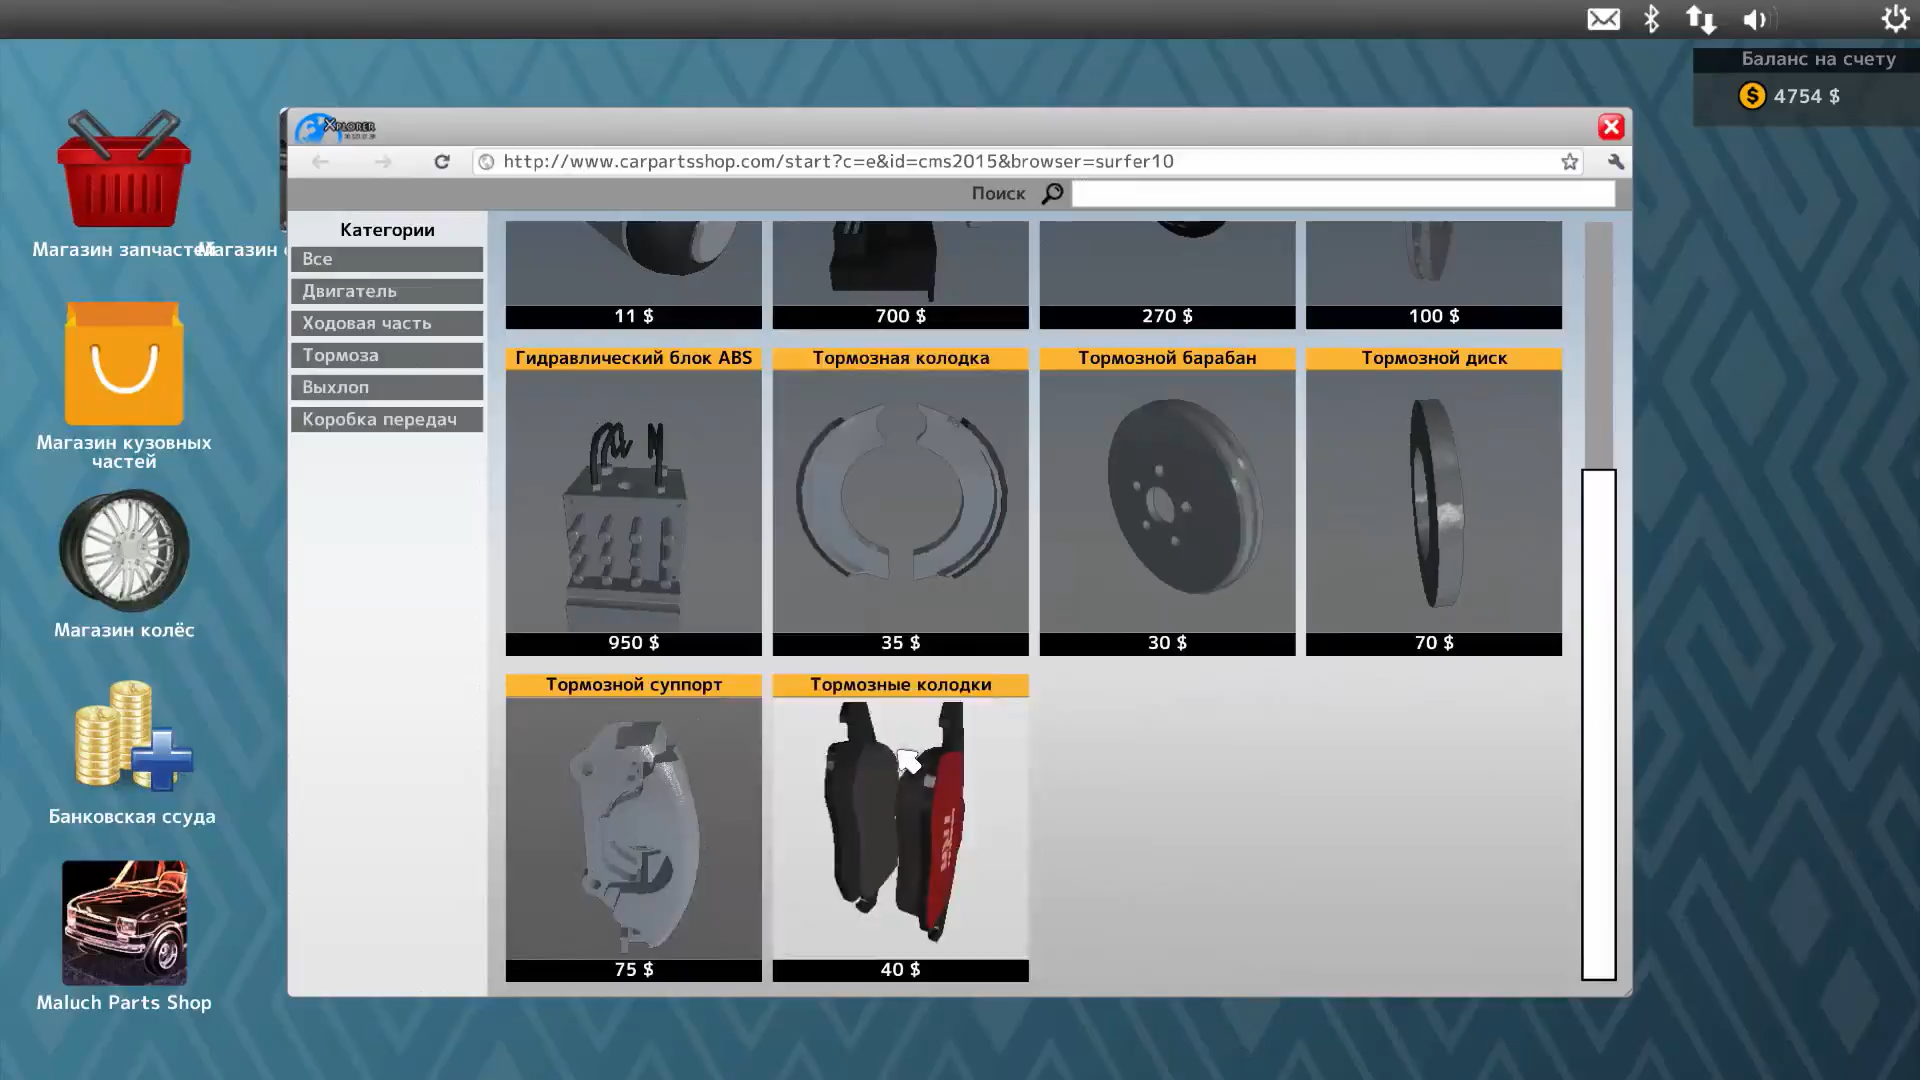 Баланс на счету
4754 $
XPLORER
http://www.carpartsshop.com/start?c=e&id=cms2015&browser=surfer10
Поиск
Категории
Все
Двигатель
Ходовая часть
Тормоза
Выхлоп
Коробка передач
Магазин запчастей
Магазин
Магазин кузовных
частей
Магазин колёс
Банковская ссуда
Maluch Parts Shop
11 $
700 $
270 $
100 $
Гидравлический блок ABS
Тормозная колодка
Тормозной барабан
Тормозной диск
950 $
35 $
30 $
70 $
Тормозной суппорт
Тормозные колодки
75 $
40 $